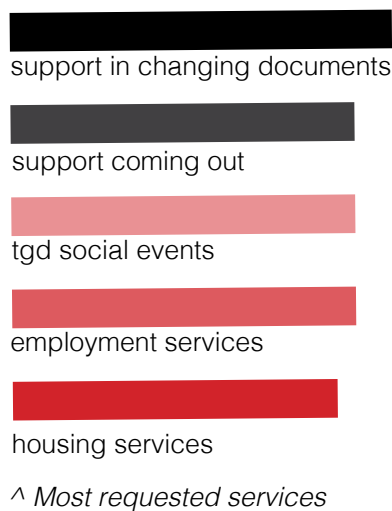 support in changing documents
support coming out
tgd social events
employment services
housing services
^ Most requested services